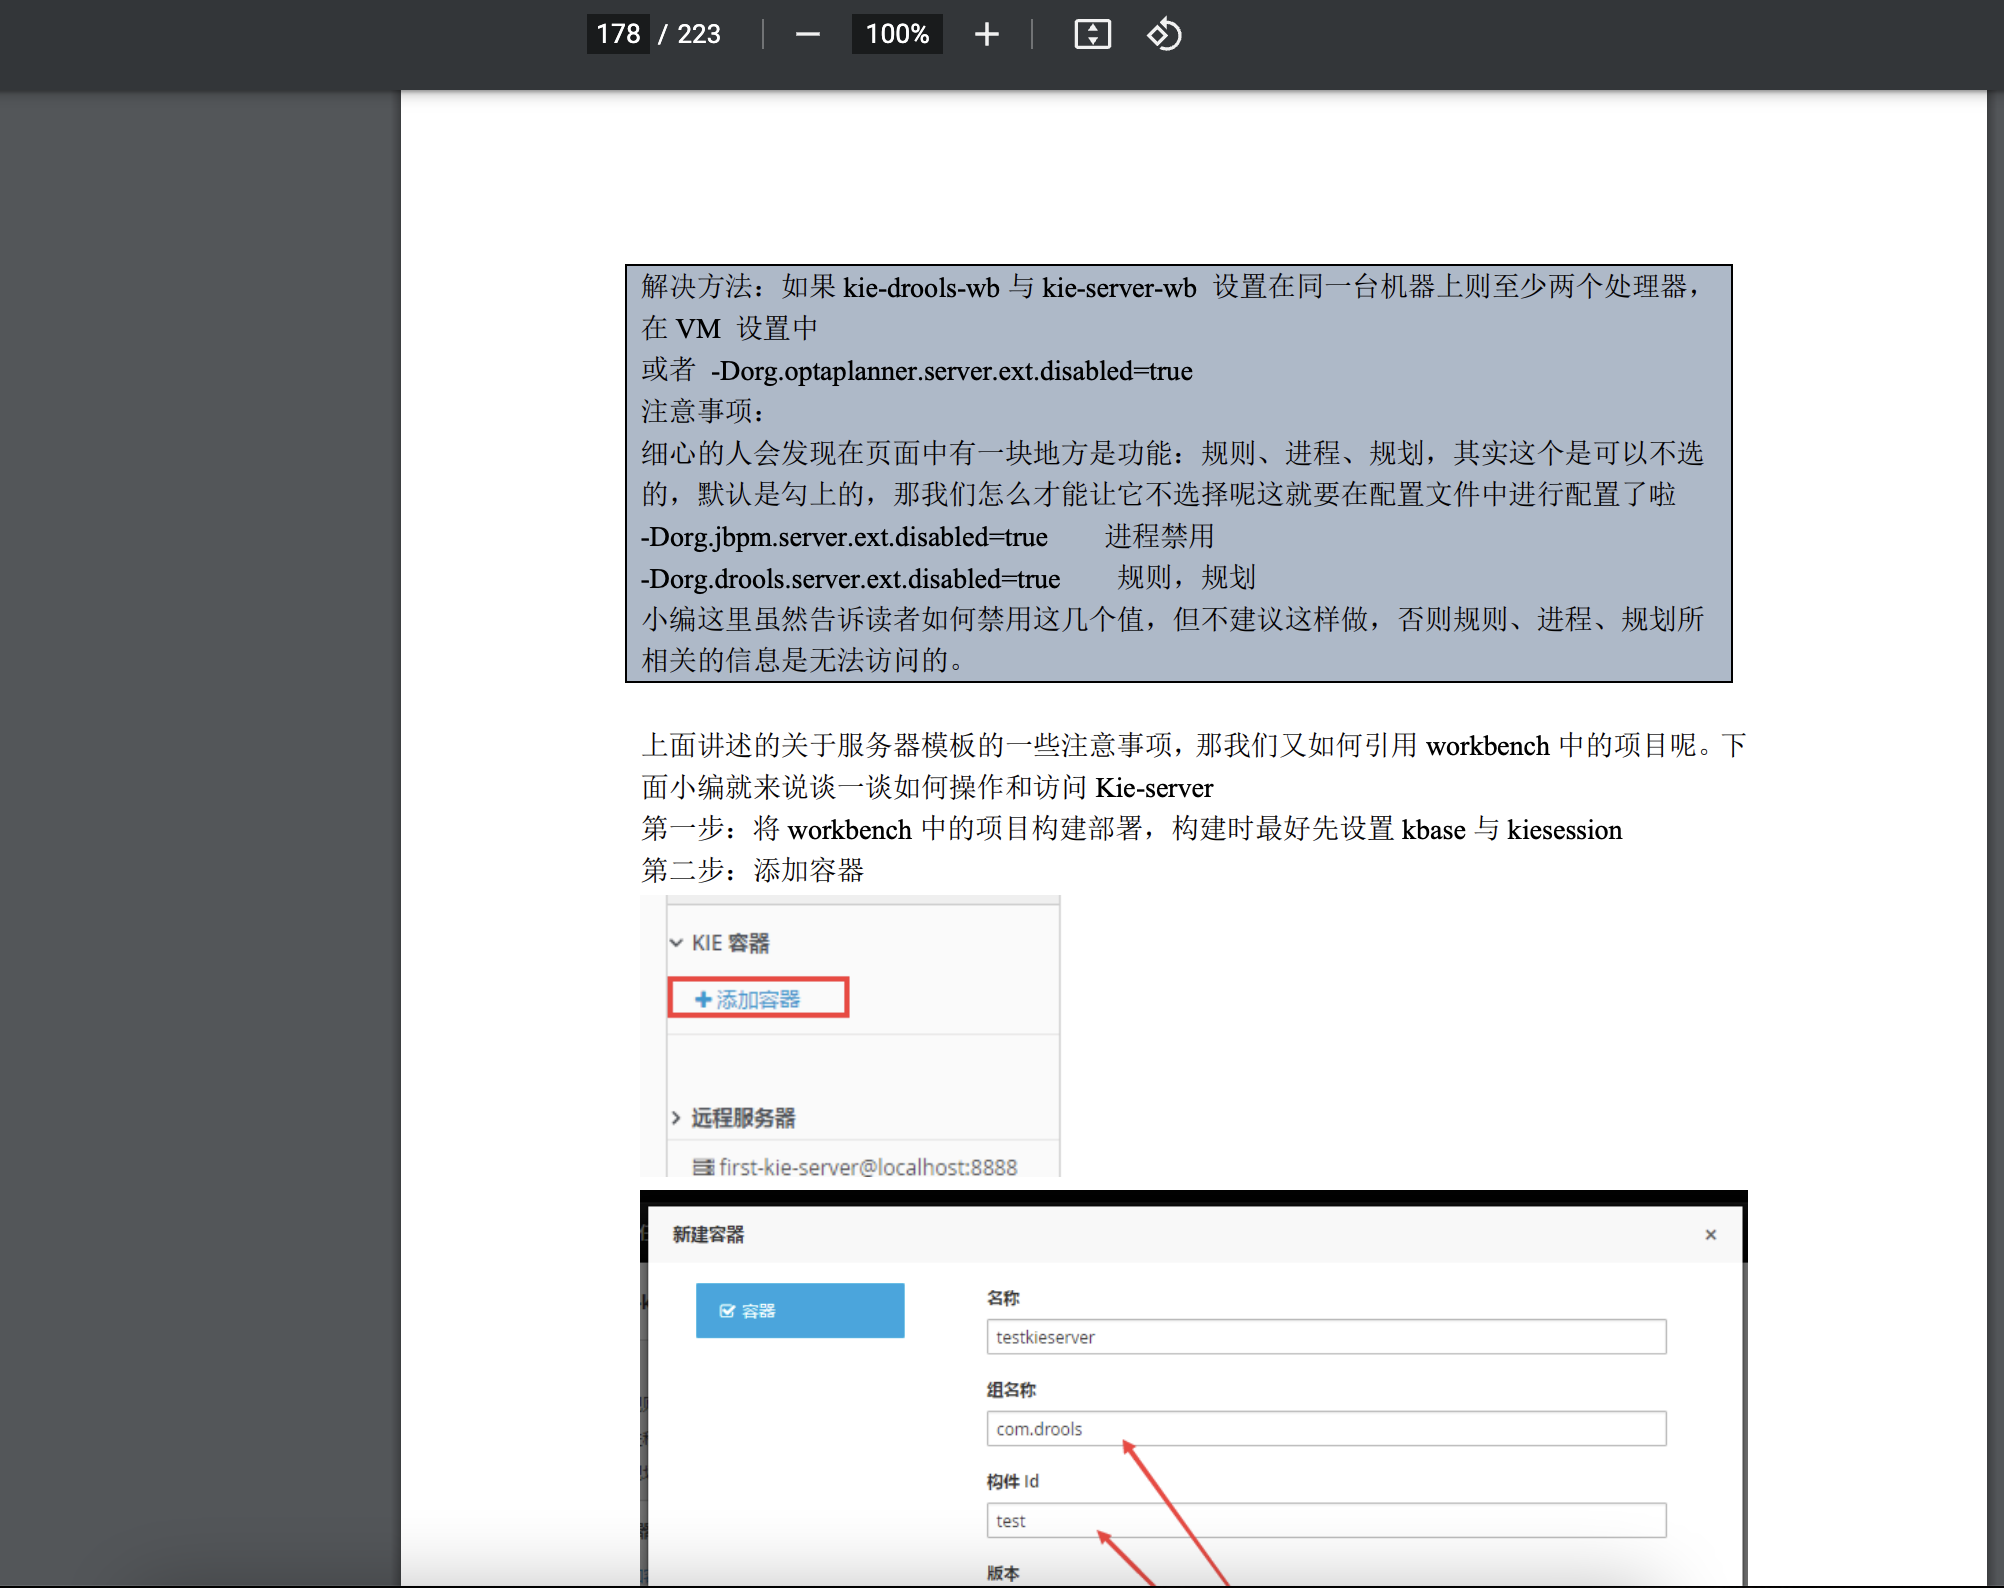 178 / 223 100%
解决方法：如果 kie-drools-wb 与 kie-server-wb 设置在同一台机器上则至少两个处理器，
在 VM 设置中
或者 -Dorg.optaplanner.server.ext.disabled=true
注意事项：
细心的人会发现在页面中有一块地方是功能：规则、进程、规划，其实这个是可以不选
的，默认是勾上的，那我们怎么才能让它不选择呢这就要在配置文件中进行配置了啦
-Dorg.jbpm.server.ext.disabled=true 进程禁用
-Dorg.drools.server.ext.disabled=true 规则，规划
小编这里虽然告诉读者如何禁用这几个值，但不建议这样做，否则规则、进程、规划所
相关的信息是无法访问的。
上面讲述的关于服务器模板的一些注意事项，那我们又如何引用 workbench 中的项目呢。下
面小编就来说谈一谈如何操作和访问 Kie-server
第一步：将 workbench 中的项目构建部署，构建时最好先设置 kbase 与 kiesession
第二步：添加容器
KIE 容器
添加容器
远程服务器
first-kie-server@localhost:8888
新建容器 ×
容器
名称
testkieserver
组名称
com.drools
构件 Id
test
版本